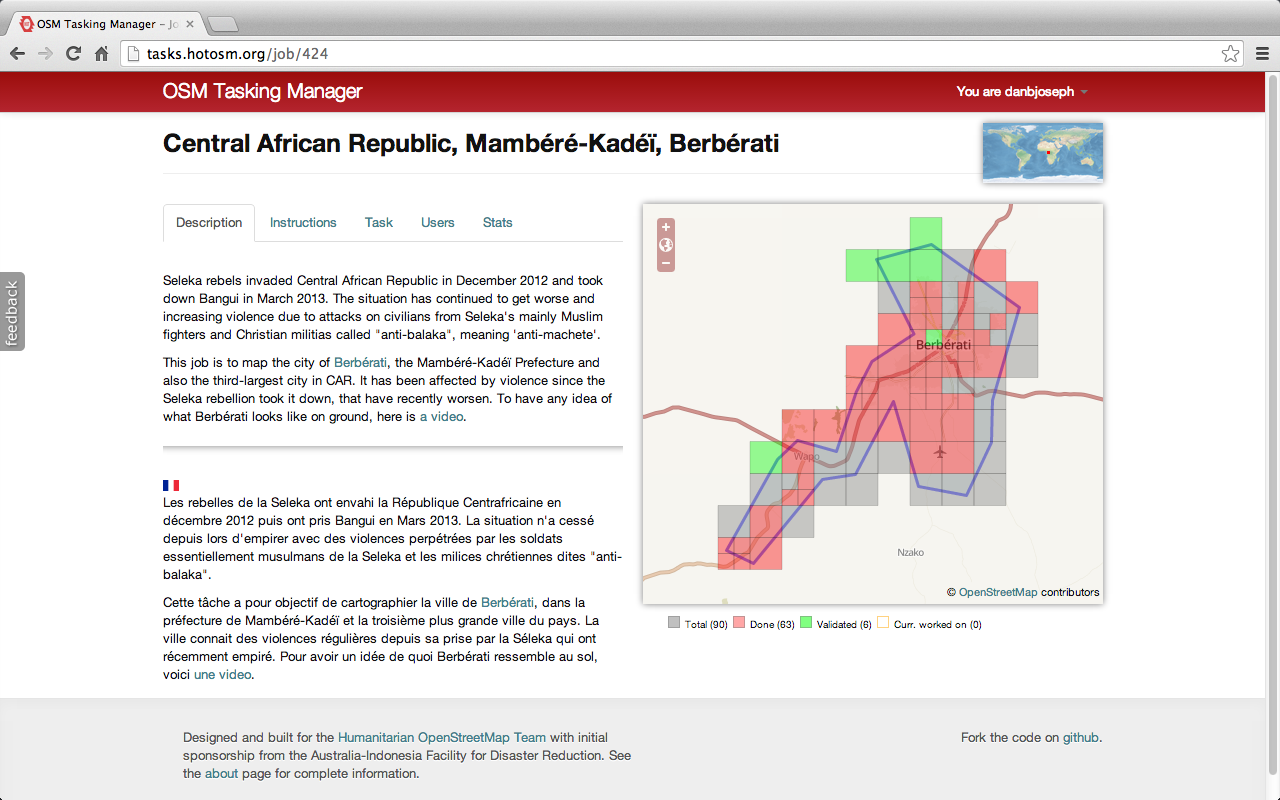 OSM Tasking Manager – Jo
tasks.hotosm.org/job/424
OSM Tasking Manager
You are danbjoseph
Central African Republic, Mambéré-Kadéï, Berbérati
Description
Instructions
Task
Users
Stats
feedback
Seleka rebels invaded Central African Republic in December 2012 and took
down Bangui in March 2013. The situation has continued to get worse and
increasing violence due to attacks on civilians from Seleka's mainly Muslim
fighters and Christian militias called "anti-balaka", meaning 'anti-machete'.
This job is to map the city of Berbérati, the Mambéré-Kadéï Prefecture and
also the third-largest city in CAR. It has been affected by violence since the
Seleka rebellion took it down, that have recently worsen. To have any idea of
what Berbérati looks like on ground, here is a video.
Les rebelles de la Seleka ont envahi la République Centrafricaine en
décembre 2012 puis ont pris Bangui en Mars 2013. La situation n'a cessé
depuis lors d'empirer avec des violences perpétrées par les soldats
essentiellement musulmans de la Seleka et les milices chrétiennes dites "anti-
balaka".
Cette tâche a pour objectif de cartographier la ville de Berbérati, dans la
préfecture de Mambéré-Kadéï et la troisième plus grande ville du pays. La
ville connait des violences régulières depuis sa prise par la Séleka qui ont
récemment empiré. Pour avoir un idée de quoi Berbérati ressemble au sol,
voici une video.
+
−
Berbérati
Wapo
Nzako
© OpenStreetMap contributors
Total (90) Done (63) Validated (6) Curr. worked on (0)
Designed and built for the Humanitarian OpenStreetMap Team with initial
sponsorship from the Australia-Indonesia Facility for Disaster Reduction. See
the about page for complete information.
Fork the code on github.